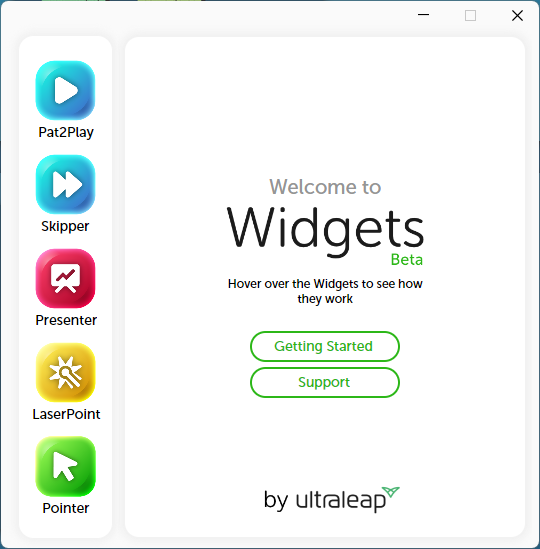 Pat2Play
Skipper
Presenter
LaserPoint
Pointer
Welcome to
Widgets
Beta
Hover over the Widgets to see how
they work
Getting Started
Support
by ultraleap